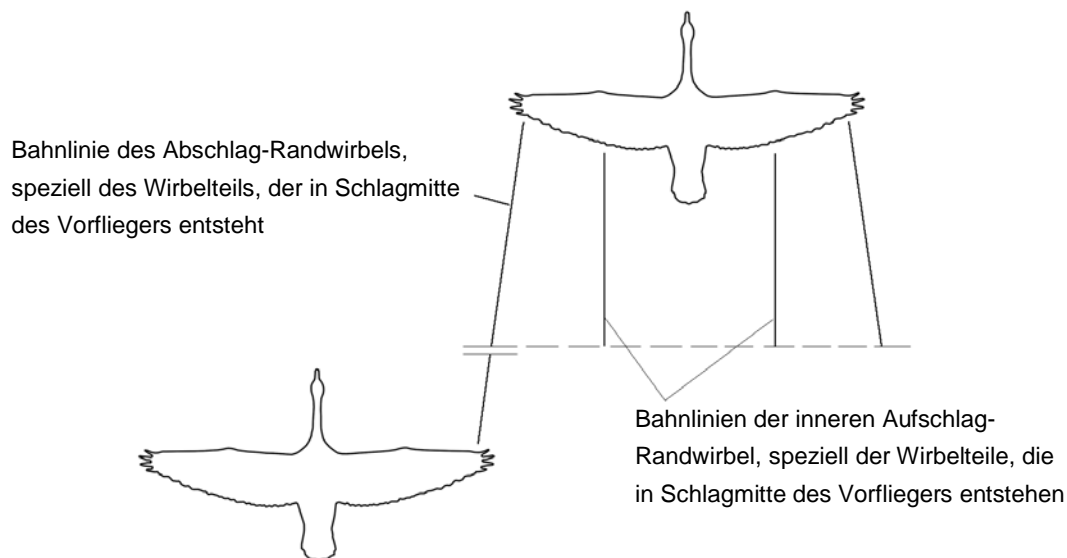 Bahnlinie des Abschlag-Randwirbels,
speziell des Wirbelteils, der in Schlagmitte
des Vorfliegers entsteht
Bahnlinien der inneren Aufschlag-
Randwirbel, speziell der Wirbelteile, die
in Schlagmitte des Vorfliegers entstehen